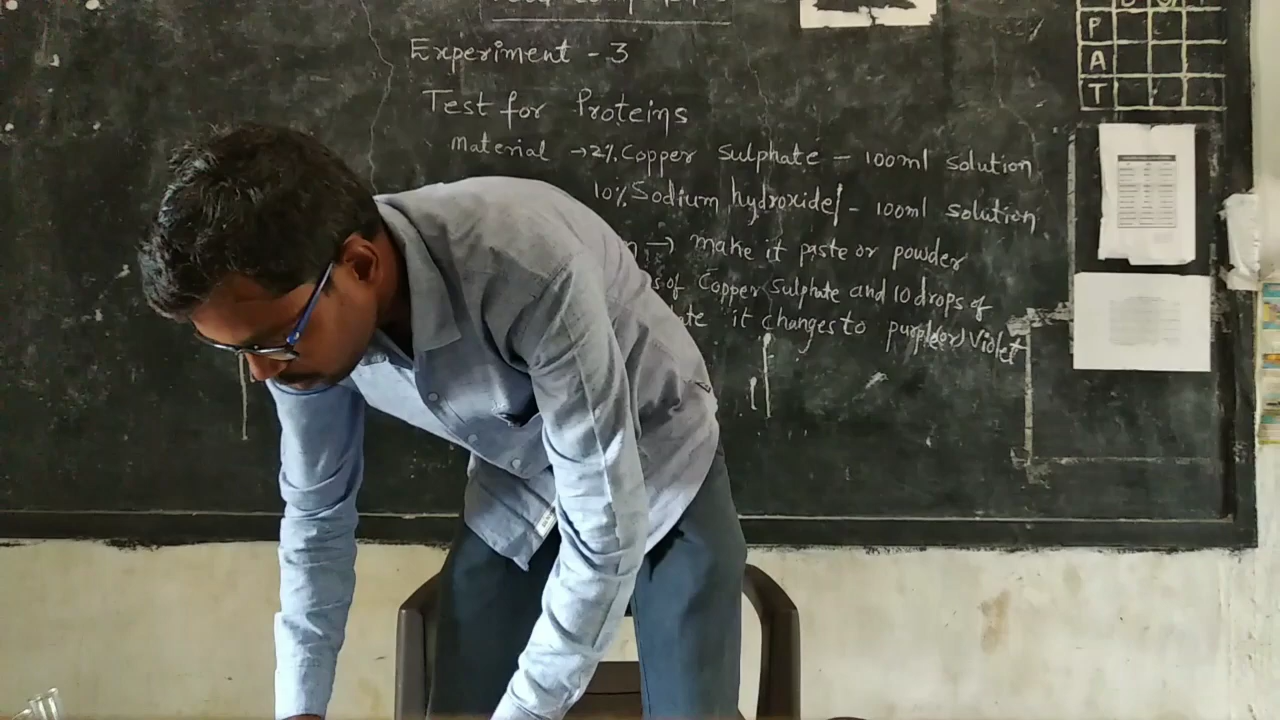 Experiment - 3
Test for Proteins
material → 2% Copper Sulphate - 100ml solution
10% Sodium hydroxide - 100ml solution
→ make it paste or powder
of Copper Sulphate and 10 drops of
it changes to purple(or) Violet
P
A
T